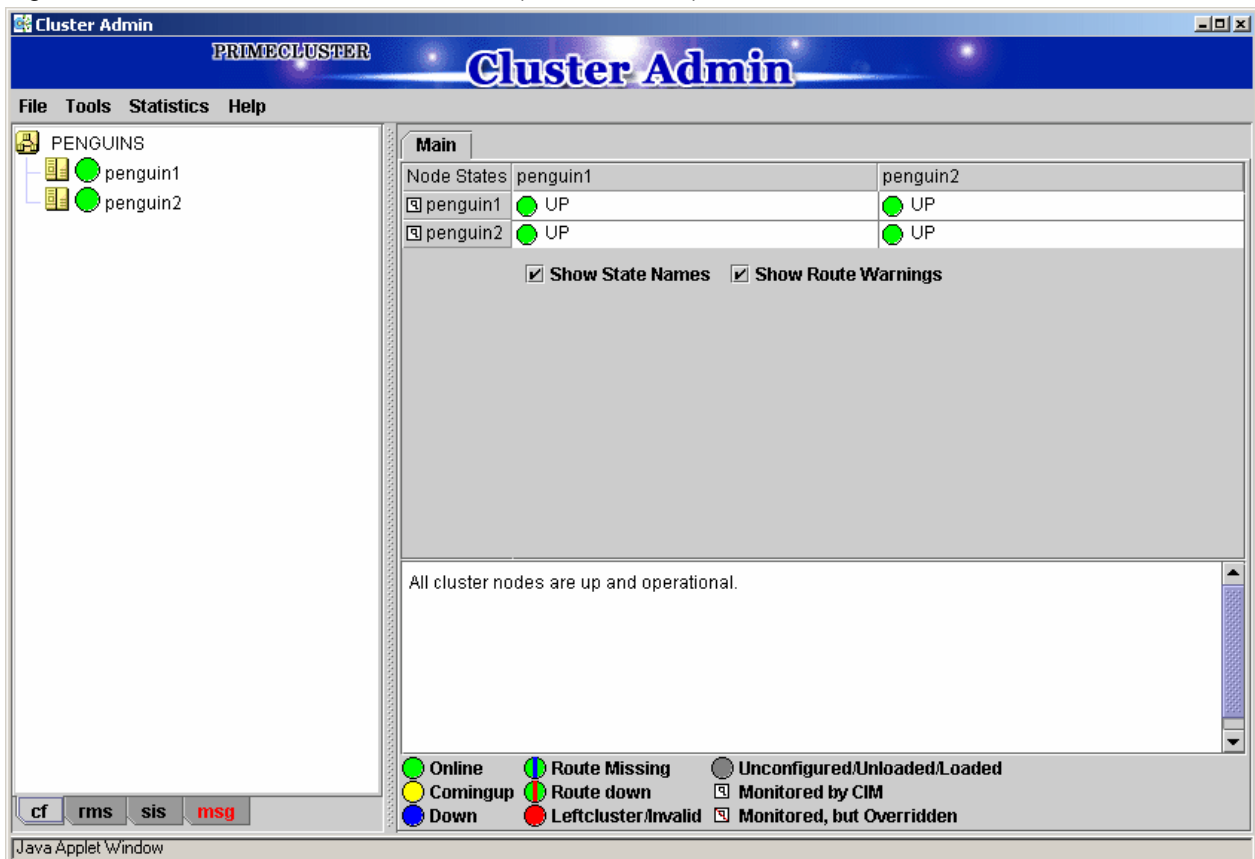 Cluster Admin
PRIMECLUSTER
Cluster Admin
File Tools Statistics Help
PENGUINS
penguin1
penguin2
Main
Node States penguin1 penguin2
penguin1 UP UP
penguin2 UP UP
Show State Names Show Route Warnings
All cluster nodes are up and operational.
Online Route Missing Unconfigured/Unloaded/Loaded
Comingup Route down Monitored by CIM
Down Leftcluster/Invalid Monitored, but Overridden
cf rms sis msg
Java Applet Window